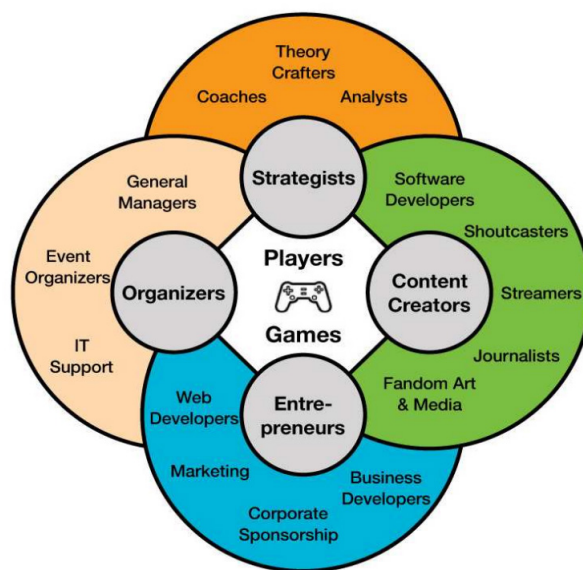 Theory
Crafters
Coaches
Analysts
Strategists
General
Managers
Event
Organizers
IT
Support
Organizers
Players
Games
Software
Developers
Shoutcasters
Streamers
Journalists
Fandom Art
& Media
Content
Creators
Entre-
preneurs
Web
Developers
Marketing
Corporate
Sponsorship
Business
Developers